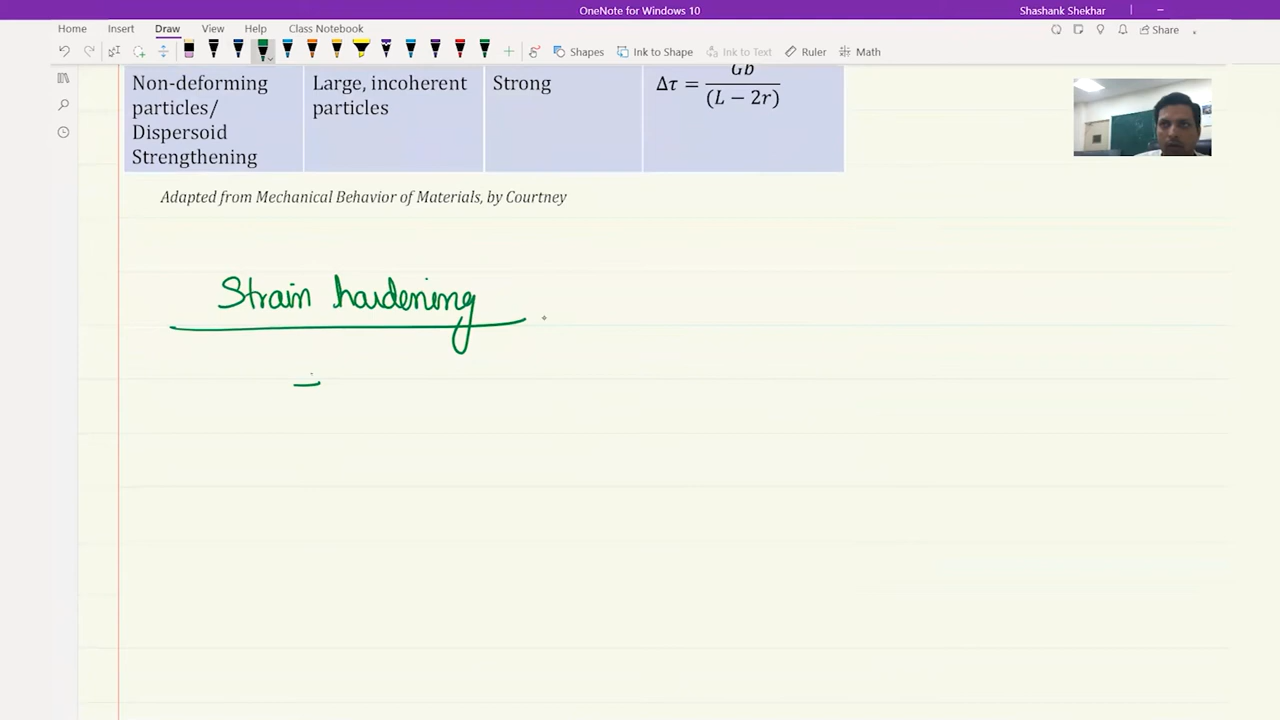 OneNote for Windows 10
Shashank Shekhar
Home Insert Draw View Help Class Notebook
Share
Shapes Ink to Shape Ink to Text Ruler Math
Non-deforming
particles/
Dispersoid
Strengthening
Large, incoherent
particles
Strong
Δτ = Gb / (L − 2r)
Adapted from Mechanical Behavior of Materials, by Courtney
Strain hardening